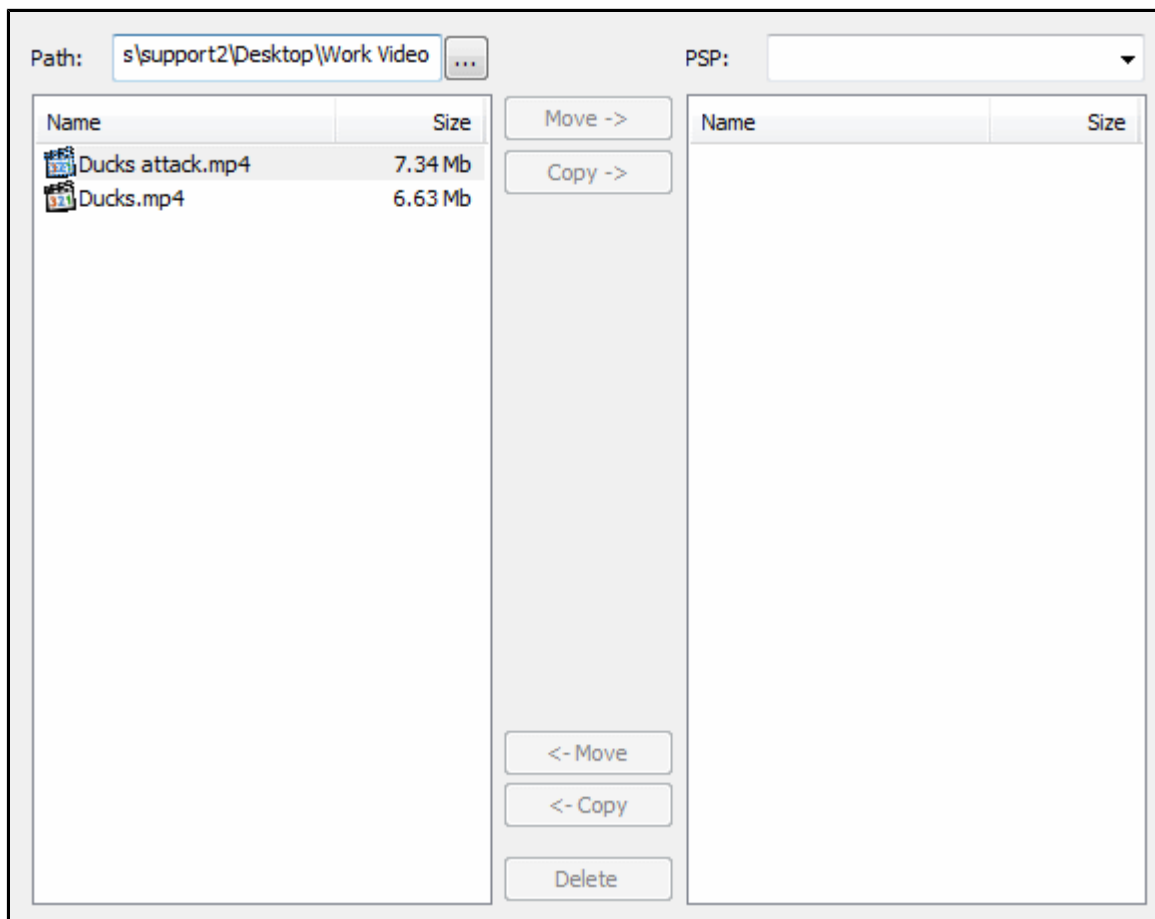 Path: s\support2\Desktop\Work Video ... PSP:
Name Size Move -> Name Size
Ducks attack.mp4 7.34 Mb Copy ->
Ducks.mp4 6.63 Mb
<- Move
<- Copy
Delete